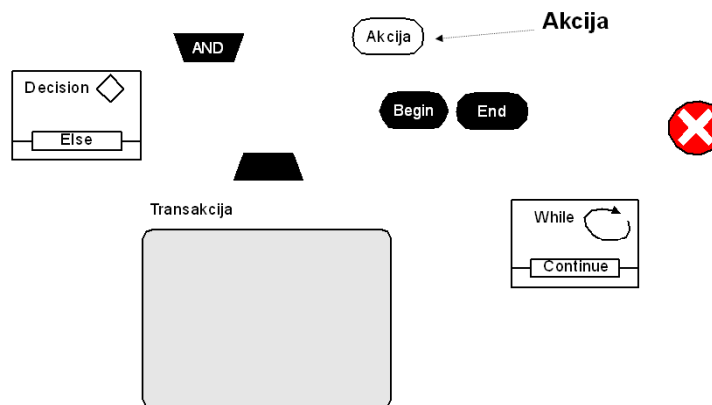 Akcija
Akcija
AND
Decision
Else
Begin
End
Transakcija
While
Continue